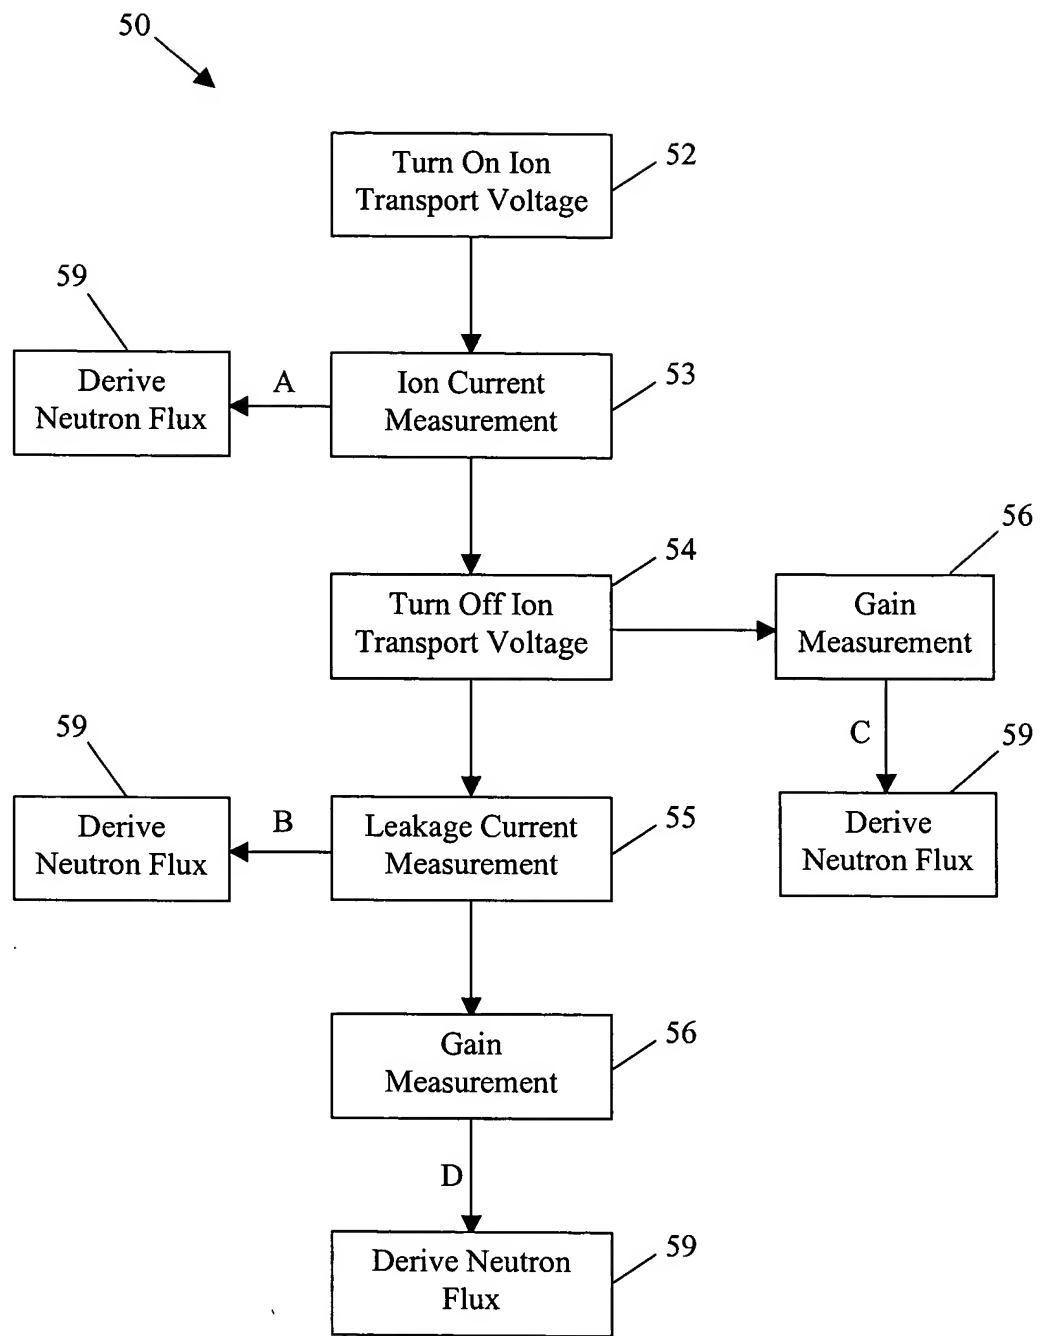 50
Turn On Ion
Transport Voltage
52
59
Derive
Neutron Flux
A
Ion Current
Measurement
53
Turn Off Ion
Transport Voltage
54
56
Gain
Measurement
C
59
Derive
Neutron Flux
59
Derive
Neutron Flux
B
Leakage Current
Measurement
55
Gain
Measurement
56
D
Derive Neutron
Flux
59